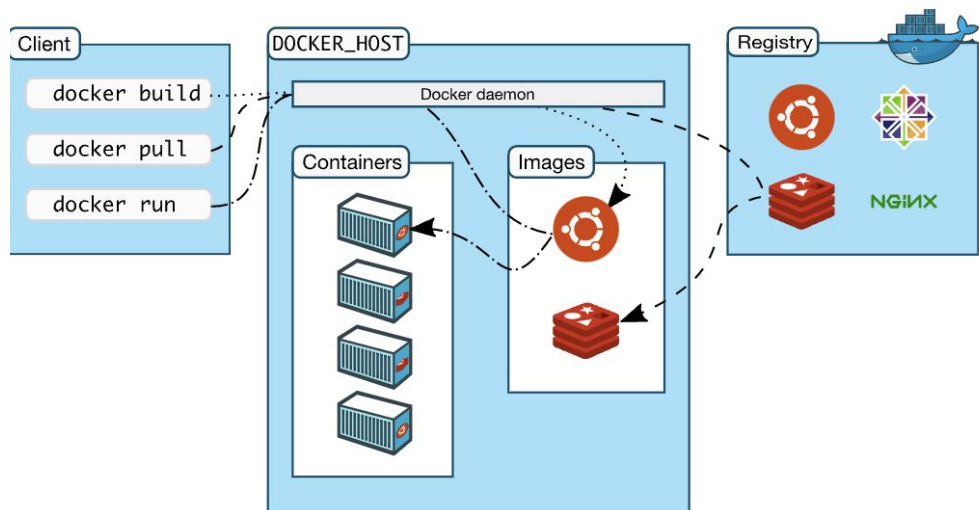 Client
docker build
docker pull
docker run
DOCKER_HOST
Docker daemon
Containers
Images
Registry
NGINX